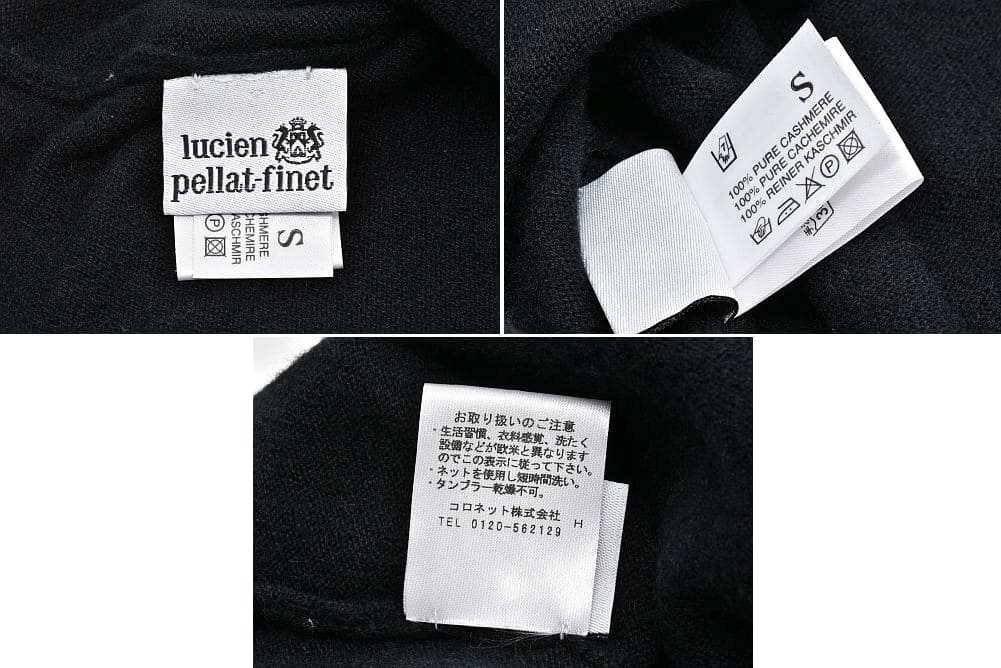 lucien
pellat-finet
S
HMERE
CHEMIRE
ASCHMIR
P
S
100% PURE CASHMERE
100% PURE CACHEMIRE
100% REINER KASCHMIR
P
お取り扱いのご注意
・生活習慣、衣料感覚、洗たく
設備などが欧米と異なります
のでこの表示に従って下さい。
・ネットを使用し短時間洗い。
・タンブラー乾燥不可。
コロネット株式会社 H
TEL 0120-562129